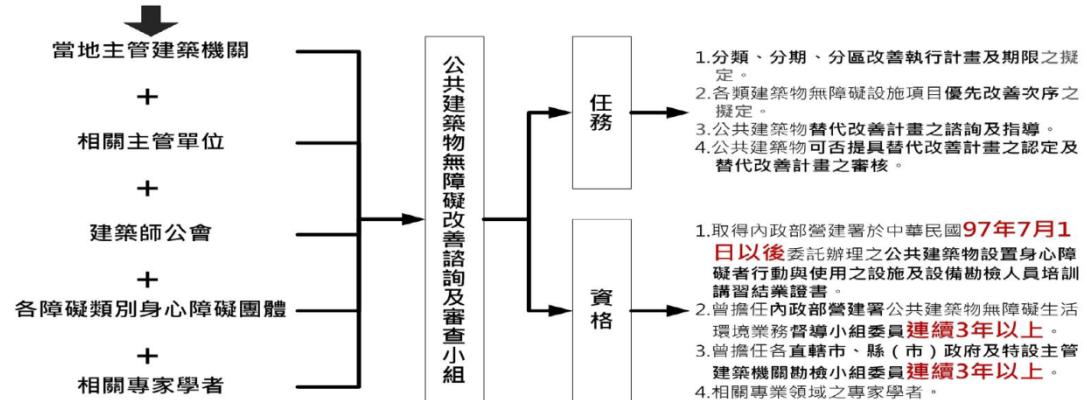 當地主管建築機關
+
相關主管單位
+
建築師公會
+
各障礙類別身心障礙團體
+
相關專家學者
公共建築物無障礙改善諮詢及審查小組
任務
1.分類、分期、分區改善執行計畫及期限之擬
定。
2.各類建築物無障礙設施項目優先改善次序之
擬定。
3.公共建築物替代改善計畫之諮詢及指導。
4.公共建築物可否提具替代改善計畫之認定及
替代改善計畫之審核。
資格
1.取得內政部營建署於中華民國97年7月1
日以後委託辦理之公共建築物設置身心障
礙者行動與使用之設施及設備勘檢人員培訓
講習結業證書。
2.曾擔任內政部營建署公共建築物無障礙生活
環境業務督導小組委員連續3年以上。
3.曾擔任各直轄市、縣（市）政府及特設主管
建築機關勘檢小組委員連續3年以上。
4.相關專業領域之專家學者。